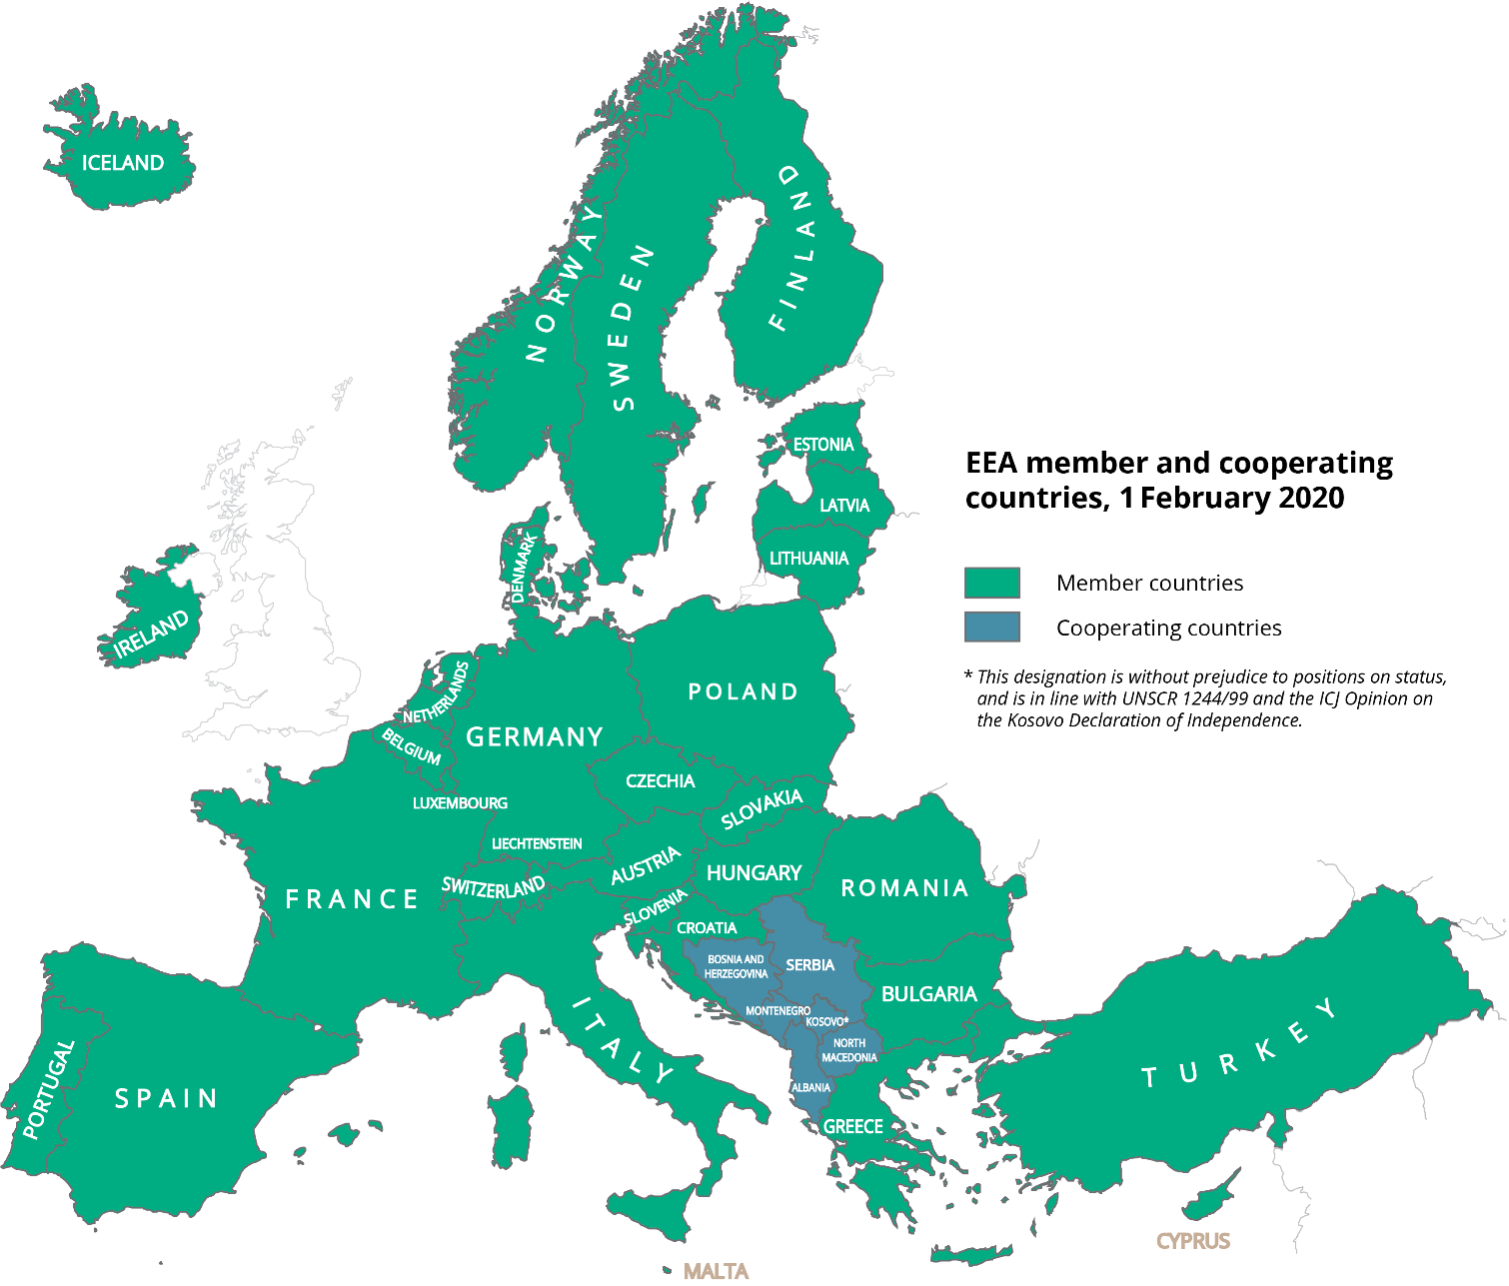 ICELAND
NORWAY
SWEDEN
FINLAND
ESTONIA
LATVIA
LITHUANIA
DENMARK
IRELAND
EEA member and cooperating
countries, 1 February 2020
Member countries
Cooperating countries
* This designation is without prejudice to positions on status,
and is in line with UNSCR 1244/99 and the ICJ Opinion on
the Kosovo Declaration of Independence.
NETHERLANDS
BELGIUM
GERMANY
POLAND
LUXEMBOURG
CZECHIA
SLOVAKIA
LIECHTENSTEIN
AUSTRIA
HUNGARY
SWITZERLAND
FRANCE
SLOVENIA
CROATIA
ROMANIA
BOSNIA AND
HERZEGOVINA
SERBIA
BULGARIA
MONTENEGRO
KOSOVO*
NORTH
MACEDONIA
ALBANIA
ITALY
PORTUGAL
SPAIN
GREECE
TURKEY
CYPRUS
MALTA